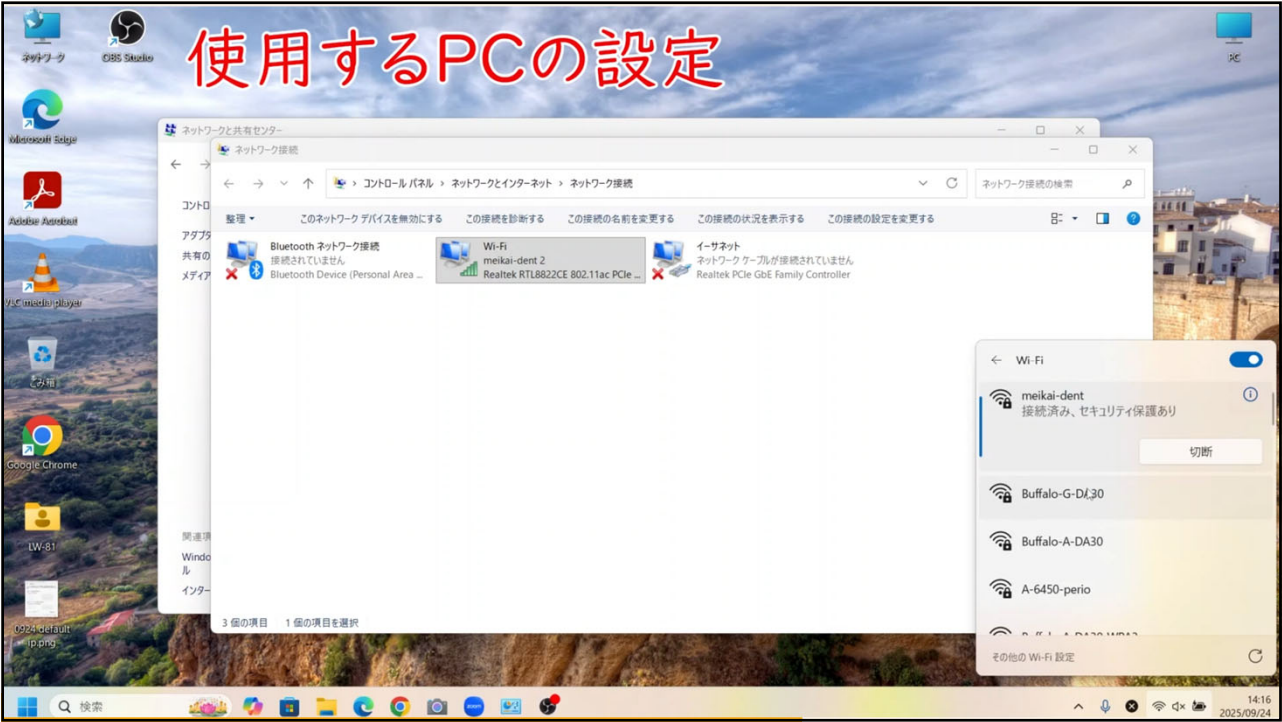 使用するPCの設定
ネットワーク
OBS Studio
PC
Microsoft Edge
Adobe Acrobat
VLC media player
ごみ箱
Google Chrome
LW-81
0924 default
ip.png
ネットワークと共有センター
コントロ
アダプタ
共有の
メディア
関連項
Windo
ル
インター
ネットワーク接続
コントロール パネル › ネットワークとインターネット › ネットワーク接続
ネットワーク接続の検索
整理 このネットワーク デバイスを無効にする この接続を診断する この接続の名前を変更する この接続の状況を表示する この接続の設定を変更する
Bluetooth ネットワーク接続
接続されていません
Bluetooth Device (Personal Area ...
Wi-Fi
meikai-dent 2
Realtek RTL8822CE 802.11ac PCIe ...
イーサネット
ネットワーク ケーブルが接続されていません
Realtek PCIe GbE Family Controller
3 個の項目 1 個の項目を選択
Wi-Fi
meikai-dent
接続済み、セキュリティ保護あり
切断
Buffalo-G-DA30
Buffalo-A-DA30
A-6450-perio
その他の Wi-Fi 設定
検索
zoom
14:16
2025/09/24